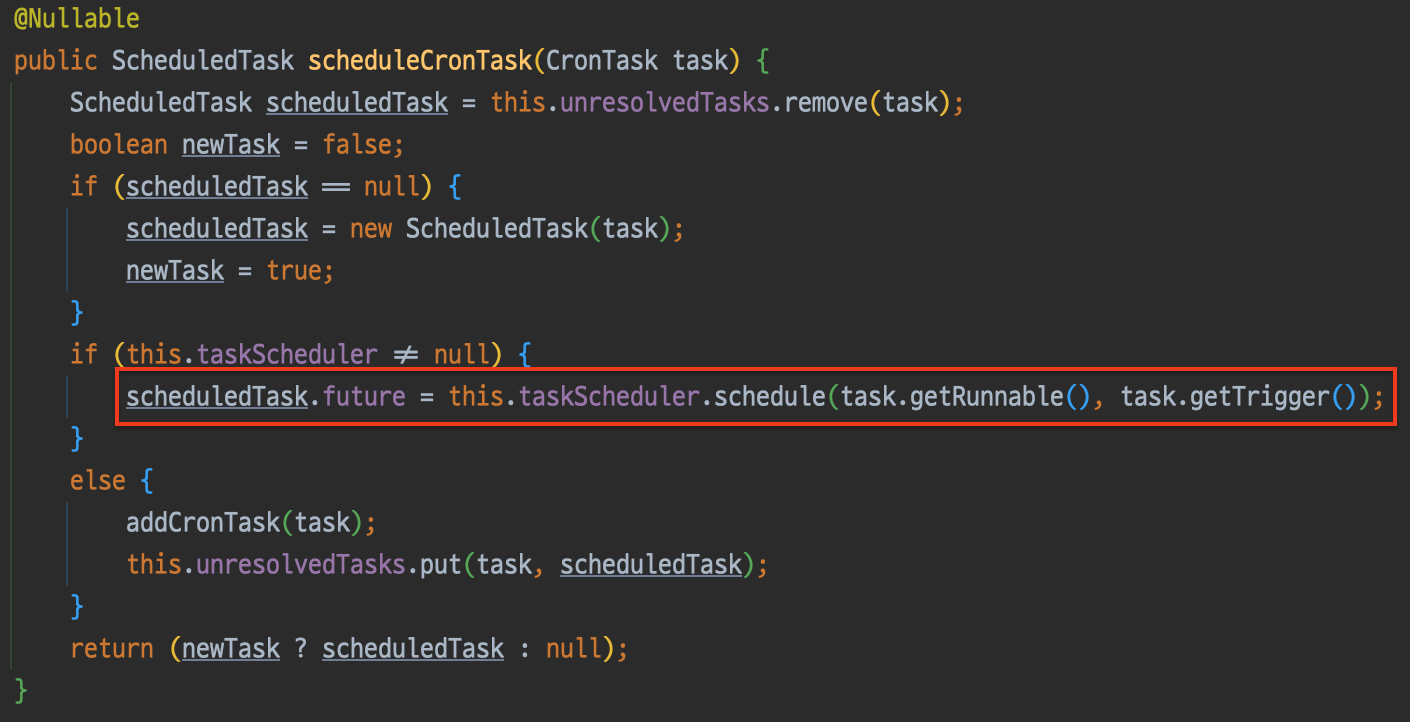 @Nullable
public ScheduledTask scheduleCronTask(CronTask task) {
    ScheduledTask scheduledTask = this.unresolvedTasks.remove(task);
    boolean newTask = false;
    if (scheduledTask == null) {
        scheduledTask = new ScheduledTask(task);
        newTask = true;
    }
    if (this.taskScheduler != null) {
        scheduledTask.future = this.taskScheduler.schedule(task.getRunnable(), task.getTrigger());
    }
    else {
        addCronTask(task);
        this.unresolvedTasks.put(task, scheduledTask);
    }
    return (newTask ? scheduledTask : null);
}